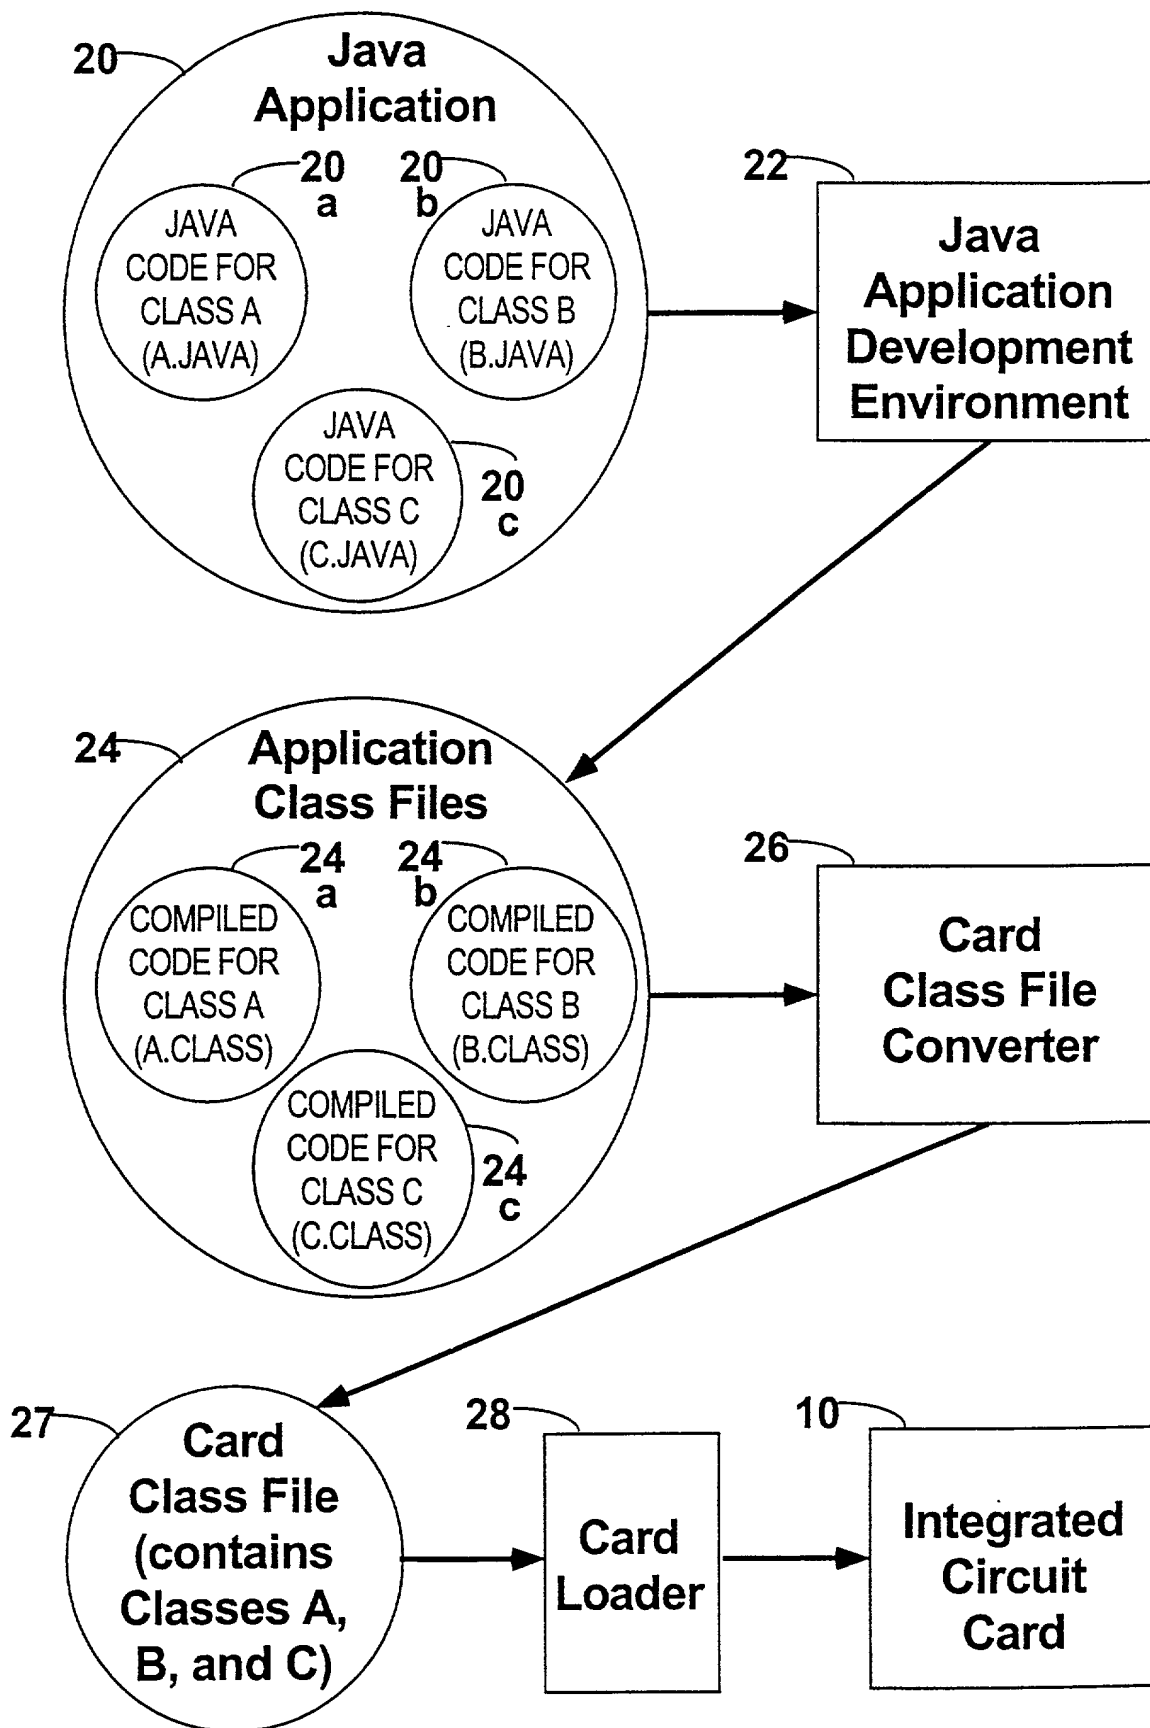 20
Java
Application
20
a
20
b
JAVA
CODE FOR
CLASS A
(A.JAVA)
JAVA
CODE FOR
CLASS B
(B.JAVA)
JAVA
CODE FOR
CLASS C
(C.JAVA)
20
c
22
Java
Application
Development
Environment
24
Application
Class Files
24
a
24
b
COMPILED
CODE FOR
CLASS A
(A.CLASS)
COMPILED
CODE FOR
CLASS B
(B.CLASS)
COMPILED
CODE FOR
CLASS C
(C.CLASS)
24
c
26
Card
Class File
Converter
27
Card
Class File
(contains
Classes A,
B, and C)
28
Card
Loader
10
Integrated
Circuit
Card